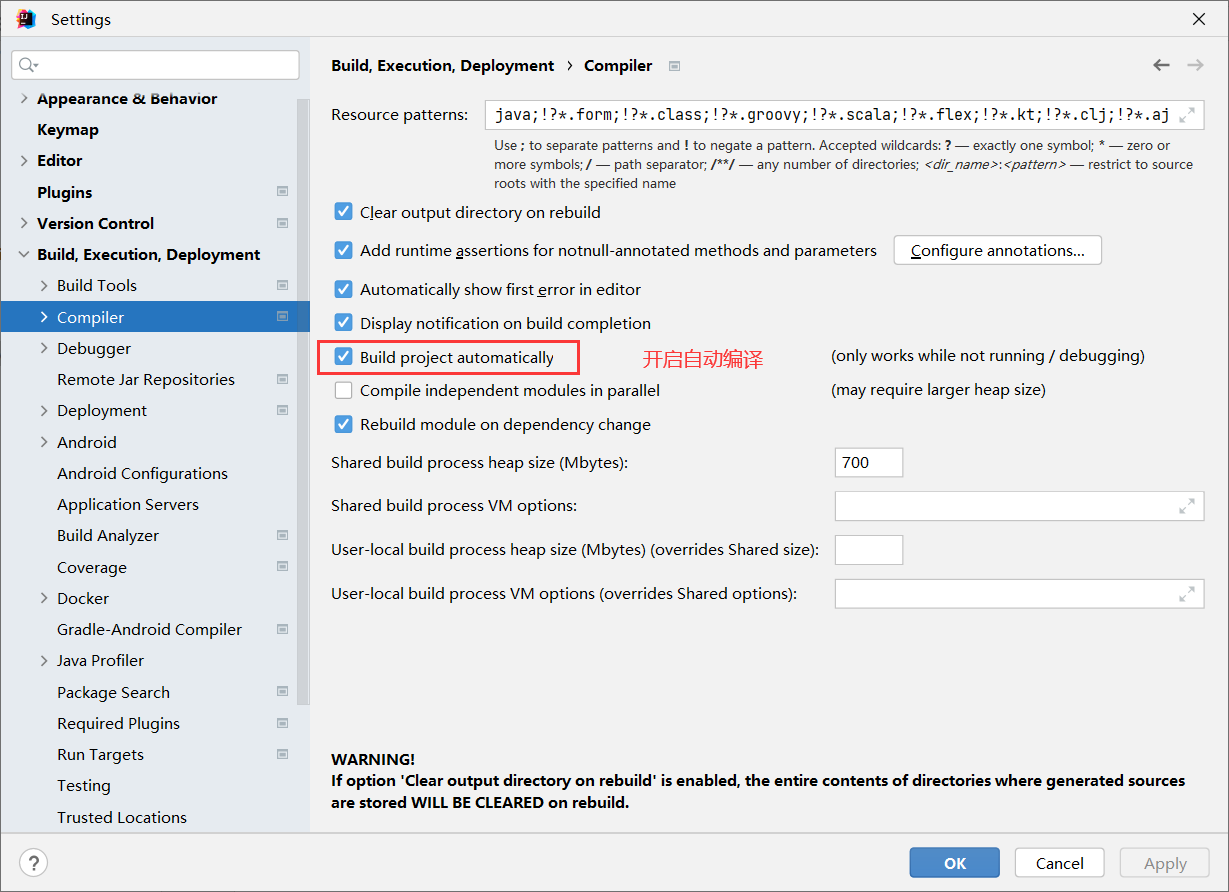 Settings
Appearance & Behavior
Keymap
Editor
Plugins
Version Control
Build, Execution, Deployment
Build Tools
Compiler
Debugger
Remote Jar Repositories
Deployment
Android
Android Configurations
Application Servers
Build Analyzer
Coverage
Docker
Gradle-Android Compiler
Java Profiler
Package Search
Required Plugins
Run Targets
Testing
Trusted Locations
Build, Execution, Deployment › Compiler
Resource patterns: java;!?*.form;!?*.class;!?*.groovy;!?*.scala;!?*.flex;!?*.kt;!?*.clj;!?*.aj
Use ; to separate patterns and ! to negate a pattern. Accepted wildcards: ? — exactly one symbol; * — zero or
more symbols; / — path separator; /**/ — any number of directories; <dir_name>:<pattern> — restrict to source
roots with the specified name
Clear output directory on rebuild
Add runtime assertions for notnull-annotated methods and parameters Configure annotations...
Automatically show first error in editor
Display notification on build completion
Build project automatically 开启自动编译 (only works while not running / debugging)
Compile independent modules in parallel (may require larger heap size)
Rebuild module on dependency change
Shared build process heap size (Mbytes): 700
Shared build process VM options:
User-local build process heap size (Mbytes) (overrides Shared size):
User-local build process VM options (overrides Shared options):
WARNING!
If option 'Clear output directory on rebuild' is enabled, the entire contents of directories where generated sources
are stored WILL BE CLEARED on rebuild.
? OK Cancel Apply